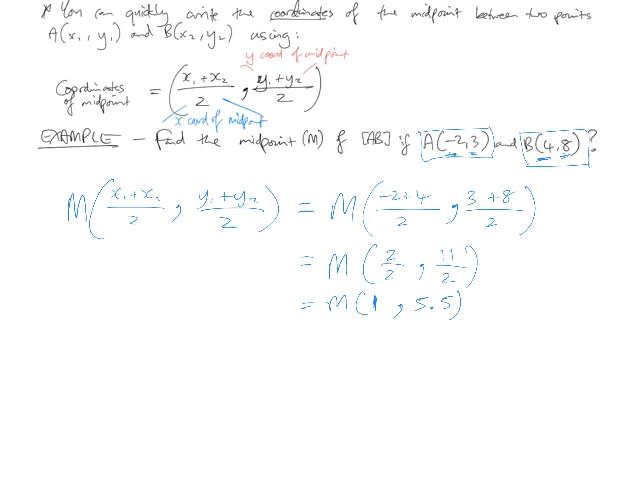 * You can quickly write the coordinates of the midpoint between two points
A(x₁, y₁) and B(x₂, y₂) using:
y coord of midpoint
Coordinates of midpoint = ( x₁ + x₂ / 2 , y₁ + y₂ / 2 )
x coord of midpoint
EXAMPLE – Find the midpoint (M) of [AB] if A(-2, 3) and B(4, 8)?
M( x₁ + x₂ / 2 , y₁ + y₂ / 2 ) = M( -2+4 / 2 , 3+8 / 2 )
= M( 2/2 , 11/2 )
= M(1 , 5.5)